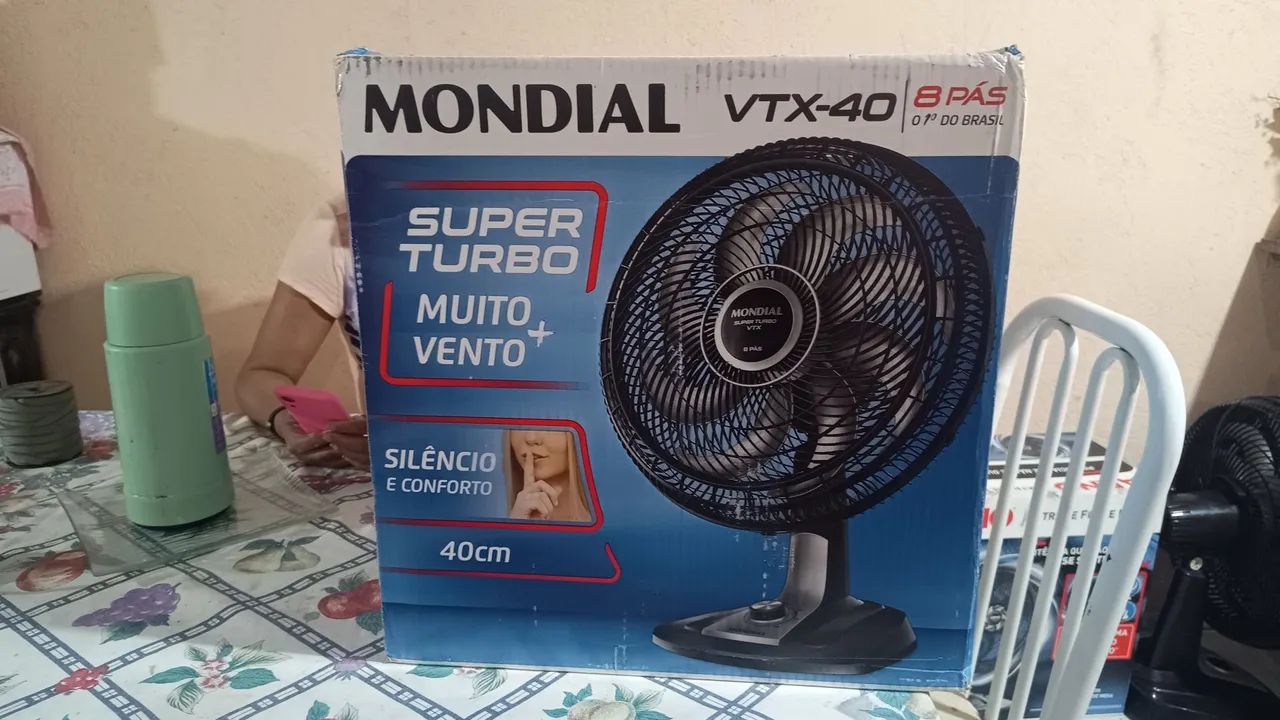 MONDIAL
VTX-40
8 PÁS
O 1º DO BRASIL
SUPER
TURBO
MUITO
+
VENTO
SILÊNCIO
E CONFORTO
40cm
MONDIAL
SUPER TURBO
VTX
8 PÁS